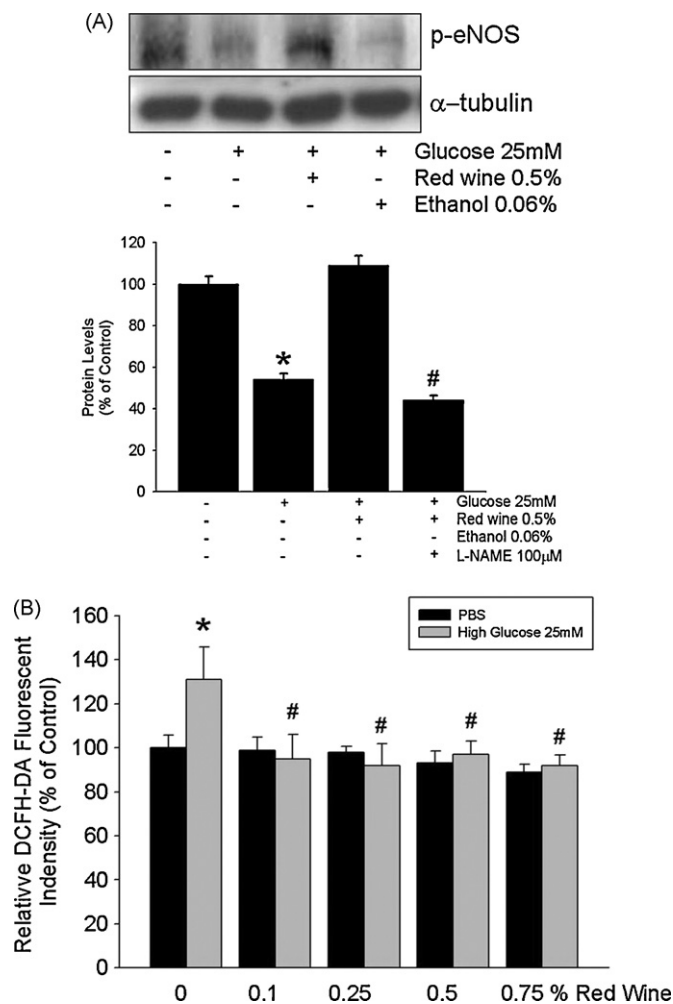 (A)
p-eNOS
α–tubulin
- + + + Glucose 25mM
- - + - Red wine 0.5%
- - - + Ethanol 0.06%
Protein Levels
(% of Control)
120
100
80
60
40
20
0
*
#
- + + + Glucose 25mM
- - + + Red wine 0.5%
- - - - Ethanol 0.06%
- - - + L-NAME 100μM
(B)
Relativve DCFH-DA Fluorescent
Indensity (% of Control)
160
140
120
100
80
60
40
20
0
PBS
High Glucose 25mM
*
# # # #
0 0.1 0.25 0.5 0.75 % Red Wine